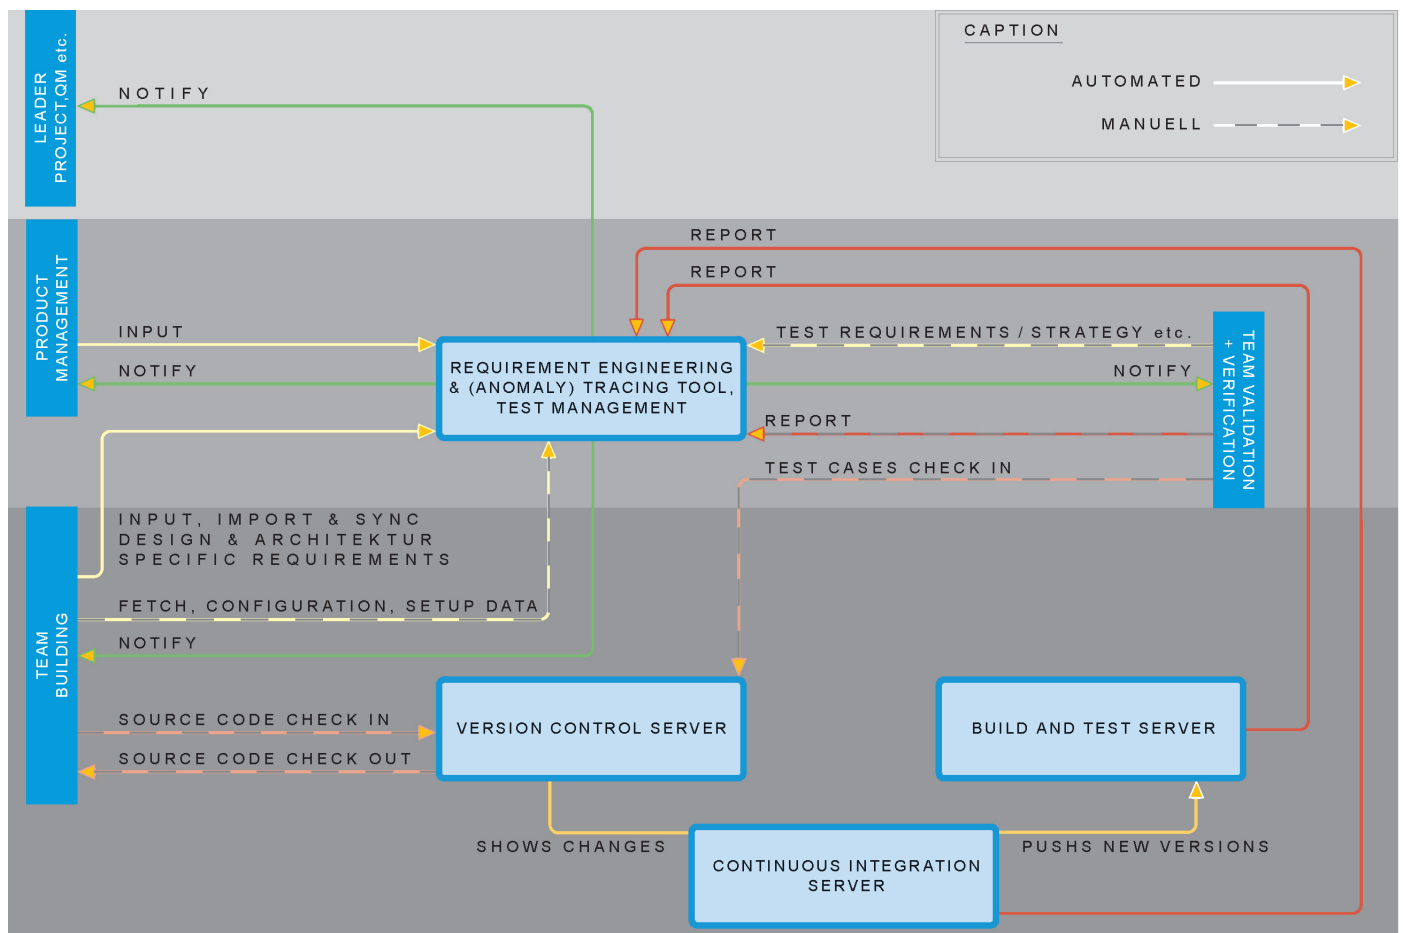 CAPTION
AUTOMATED
MANUELL
LEADER
PROJECT,QM etc.
NOTIFY
PRODUCT
MANAGEMENT
REPORT
REPORT
INPUT
NOTIFY
REQUIREMENT ENGINEERING
& (ANOMALY) TRACING TOOL,
TEST MANAGEMENT
TEST REQUIREMENTS / STRATEGY etc.
NOTIFY
REPORT
TEST CASES CHECK IN
TEAM VALIDATION
+ VERIFICATION
TEAM
BUILDING
INPUT, IMPORT & SYNC
DESIGN & ARCHITEKTUR
SPECIFIC REQUIREMENTS
FETCH, CONFIGURATION, SETUP DATA
NOTIFY
SOURCE CODE CHECK IN
SOURCE CODE CHECK OUT
VERSION CONTROL SERVER
BUILD AND TEST SERVER
SHOWS CHANGES
PUSHS NEW VERSIONS
CONTINUOUS INTEGRATION
SERVER